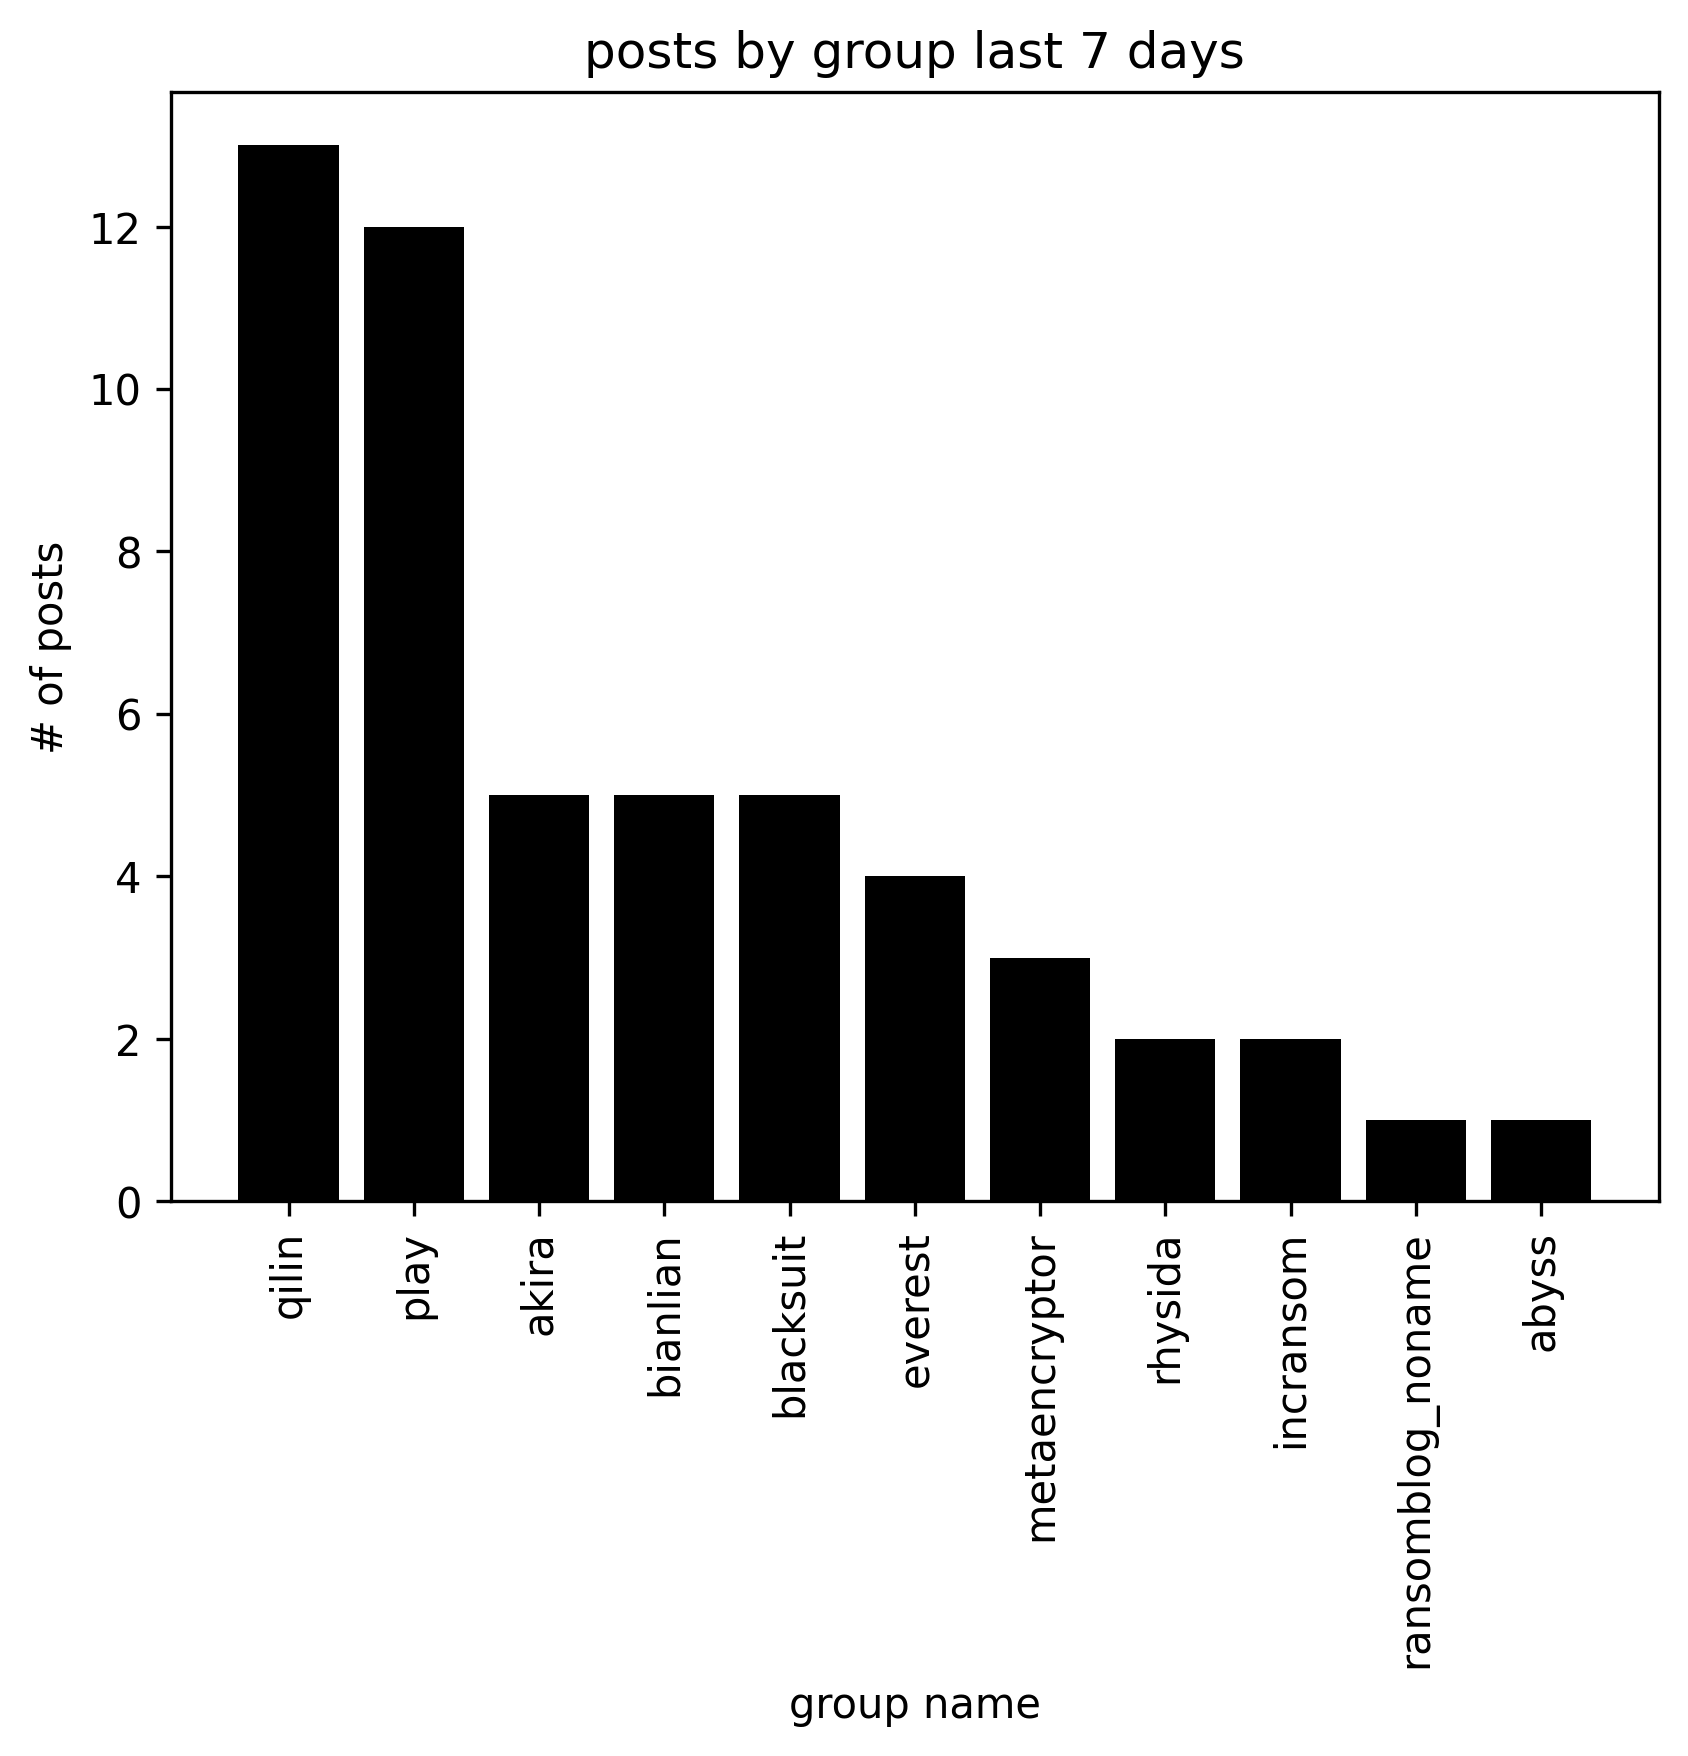 posts by group last 7 days
# of posts
12
10
8
6
4
2
0
qilin
play
akira
bianlian
blacksuit
everest
metaencryptor
rhysida
incransom
ransomblog_noname
abyss
group name